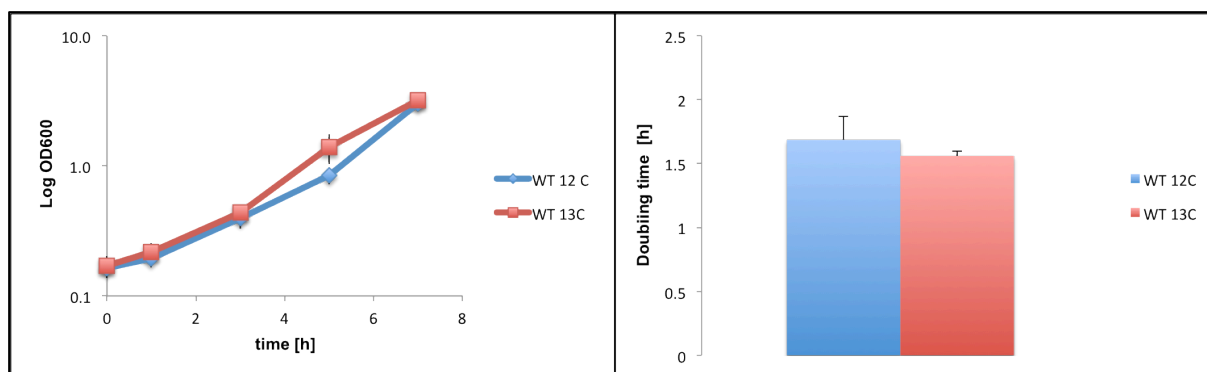 10.0
Log OD600
1.0
0.1
0 2 4 6 8
time [h]
WT 12 C
WT 13C
2.5
2
1.5
1
0.5
0
Doubiing time [h]
WT 12C
WT 13C